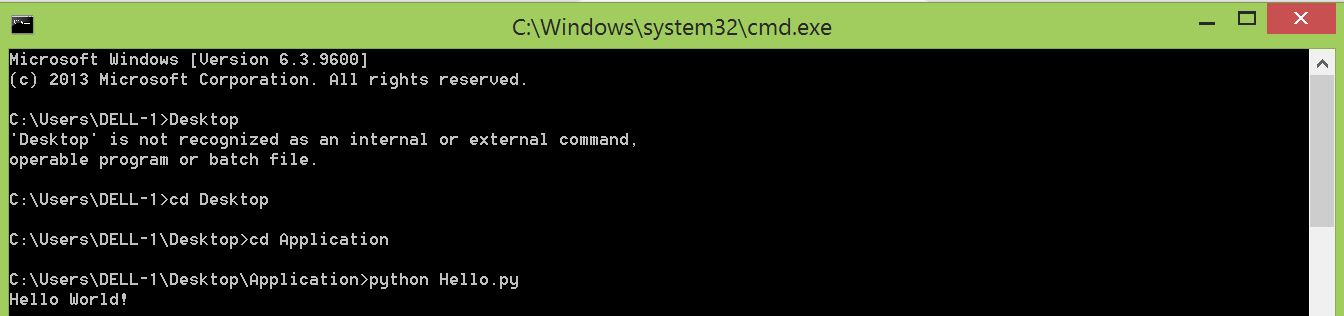 C:\Windows\system32\cmd.exe
Microsoft Windows [Version 6.3.9600]
(c) 2013 Microsoft Corporation. All rights reserved.
C:\Users\DELL-1>Desktop
'Desktop' is not recognized as an internal or external command,
operable program or batch file.
C:\Users\DELL-1>cd Desktop
C:\Users\DELL-1\Desktop>cd Application
C:\Users\DELL-1\Desktop\Application>python Hello.py
Hello World!